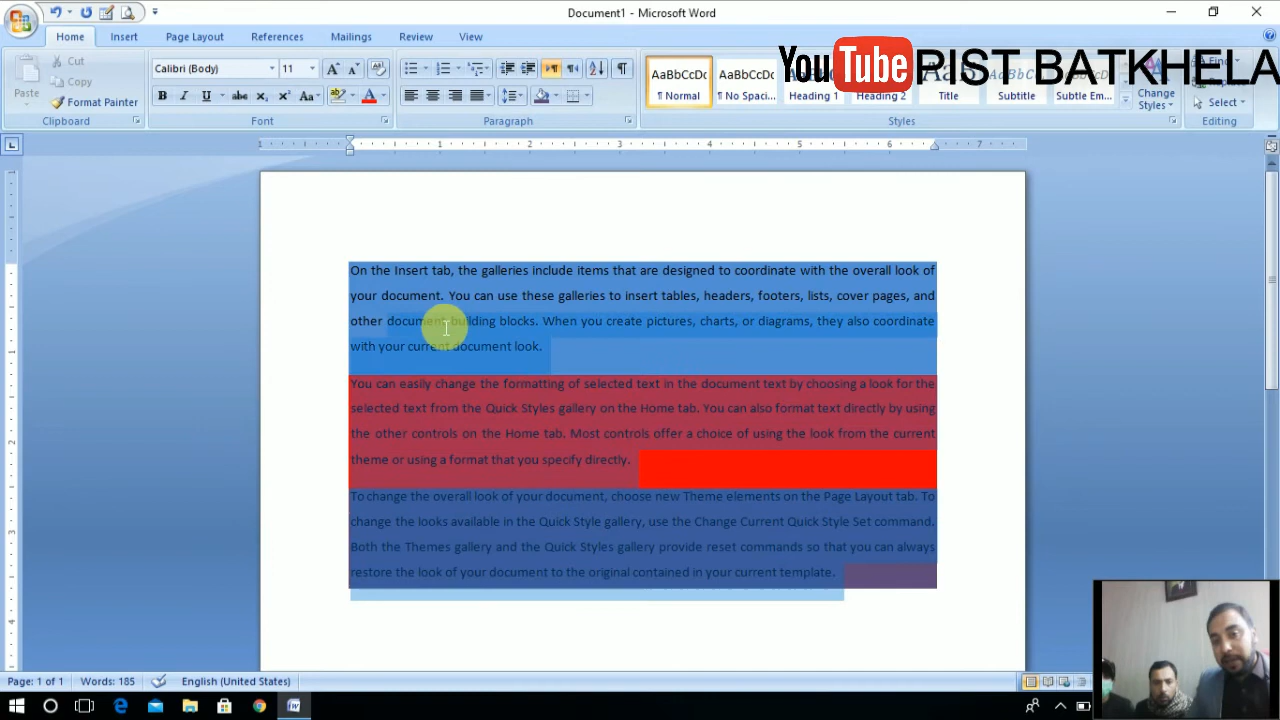 Document1 - Microsoft Word
Home Insert Page Layout References Mailings Review View
Paste
Cut
Copy
Format Painter
Clipboard
Calibri (Body) 11
Font
Paragraph
AaBbCcDc
¶ Normal
AaBbCcDc
¶ No Spaci...
Heading 1
Heading 2
Title
Subtitle
Subtle Em...
Change
Styles
Styles
Select
Editing
YouTube PIST BATKHELA
On the Insert tab, the galleries include items that are designed to coordinate with the overall look of
your document. You can use these galleries to insert tables, headers, footers, lists, cover pages, and
other document building blocks. When you create pictures, charts, or diagrams, they also coordinate
with your current document look.
You can easily change the formatting of selected text in the document text by choosing a look for the
selected text from the Quick Styles gallery on the Home tab. You can also format text directly by using
the other controls on the Home tab. Most controls offer a choice of using the look from the current
theme or using a format that you specify directly.
To change the overall look of your document, choose new Theme elements on the Page Layout tab. To
change the looks available in the Quick Style gallery, use the Change Current Quick Style Set command.
Both the Themes gallery and the Quick Styles gallery provide reset commands so that you can always
restore the look of your document to the original contained in your current template.
Page: 1 of 1 Words: 185 English (United States)